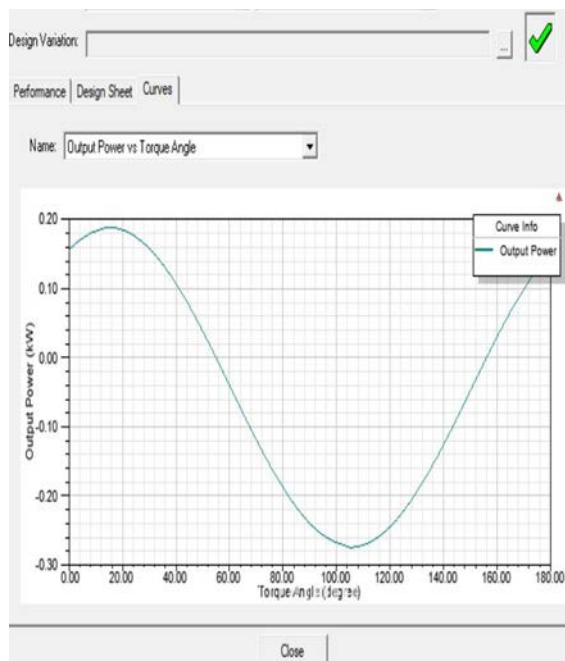 Design Variation:
...
Performance Design Sheet Curves
Name: Output Power vs Torque Angle
Curve Info
Output Power
Output Power (kW)
0.20
0.10
0.00
-0.10
-0.20
-0.30
0.00 20.00 40.00 60.00 80.00 100.00 120.00 140.00 160.00 180.00
Torque Angle (degree)
Close